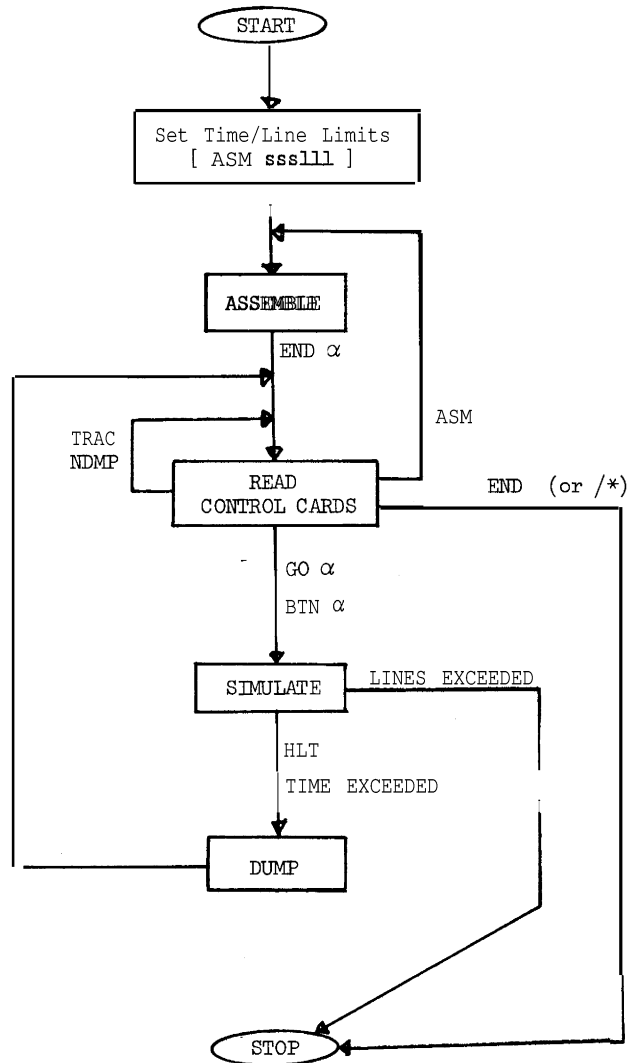 START
Set Time/Line Limits
[ ASM ssslll ]
ASSEMBLE
END α
ASM
TRAC
NDMP
READ
CONTROL CARDS
END (or /*)
GO α
BTN α
SIMULATE
LINES EXCEEDED
HLT
TIME EXCEEDED
DUMP
STOP